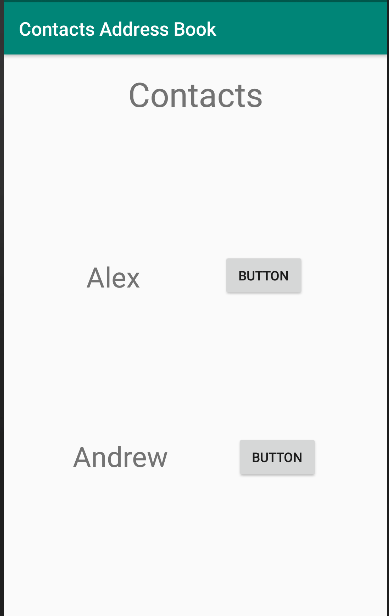 Contacts Address Book
Contacts
Alex
BUTTON
Andrew
BUTTON